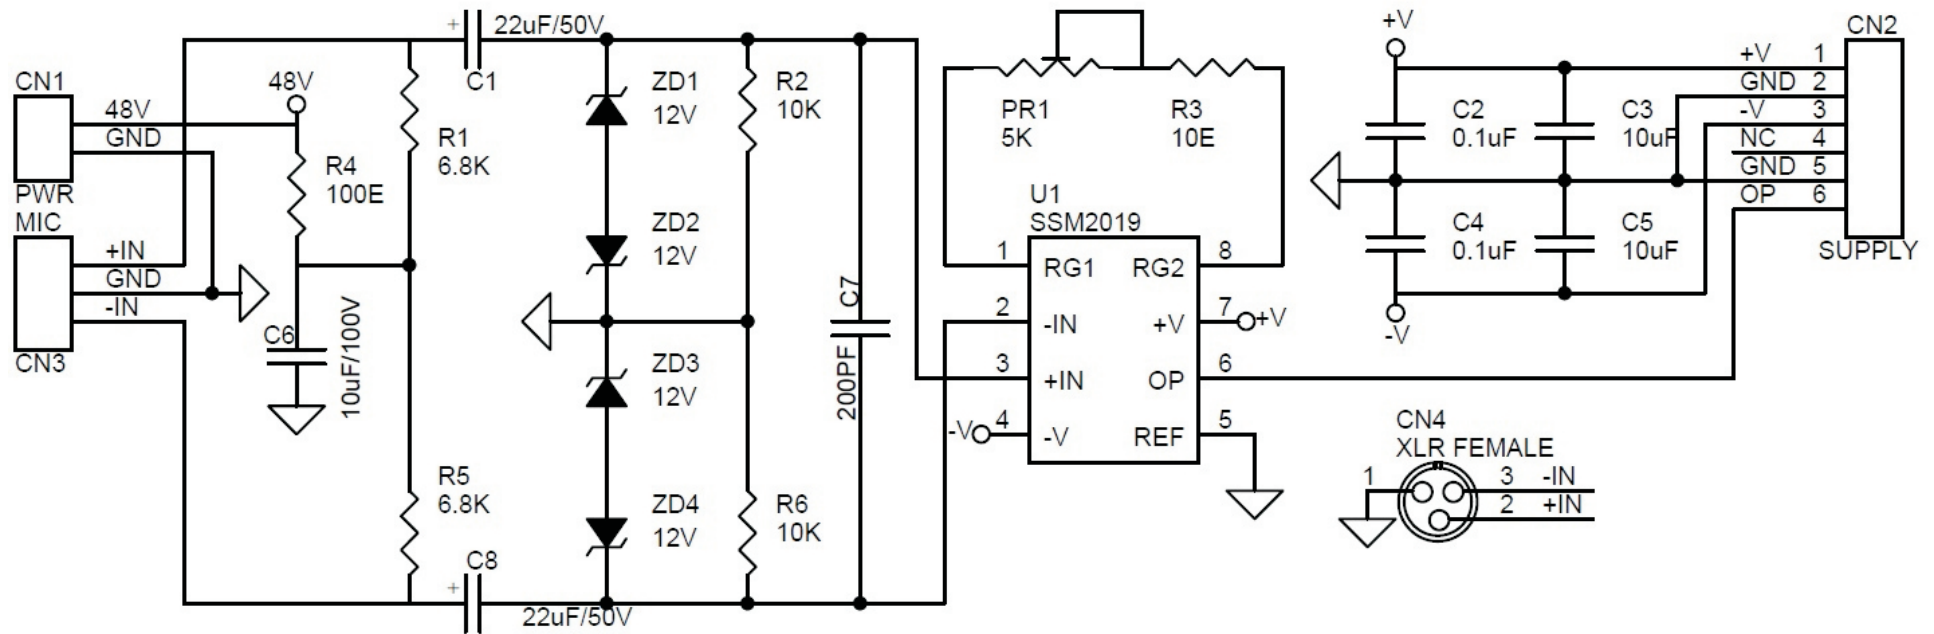 CN1
48V
GND
PWR
MIC
+IN
GND
-IN
CN3
48V
R4
100E
C6
10uF/100V
R1
6.8K
R5
6.8K
+
22uF/50V
C1
C8
+
22uF/50V
ZD1
12V
ZD2
12V
ZD3
12V
ZD4
12V
R2
10K
R6
10K
C7
200PF
PR1
5K
R3
10E
U1
SSM2019
1 RG1 RG2 8
2 -IN +V 7 +V
3 +IN OP 6
-V 4 -V REF 5
+V
C2
0.1uF
C3
10uF
C4
0.1uF
C5
10uF
-V
CN2
+V 1
GND 2
-V 3
NC 4
GND 5
OP 6
SUPPLY
CN4
XLR FEMALE
1 3 -IN
2 +IN